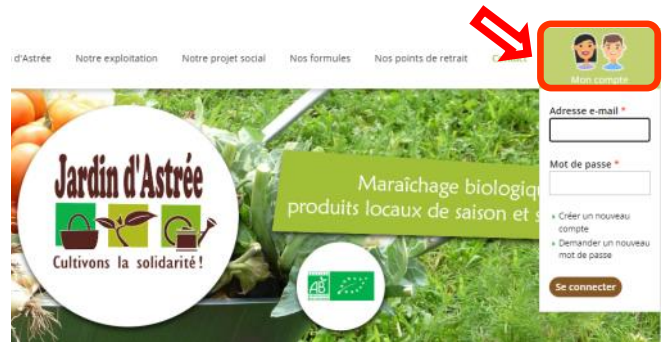 d'Astrée Notre exploitation Notre projet social Nos formules Nos points de retrait
Mon compte
Adresse e-mail *
Mot de passe *
› Créer un nouveau
compte
› Demander un nouveau
mot de passe
Se connecter
Jardin d'Astrée
Cultivons la solidarité !
Maraîchage biologiqu
produits locaux de saison et s
AB